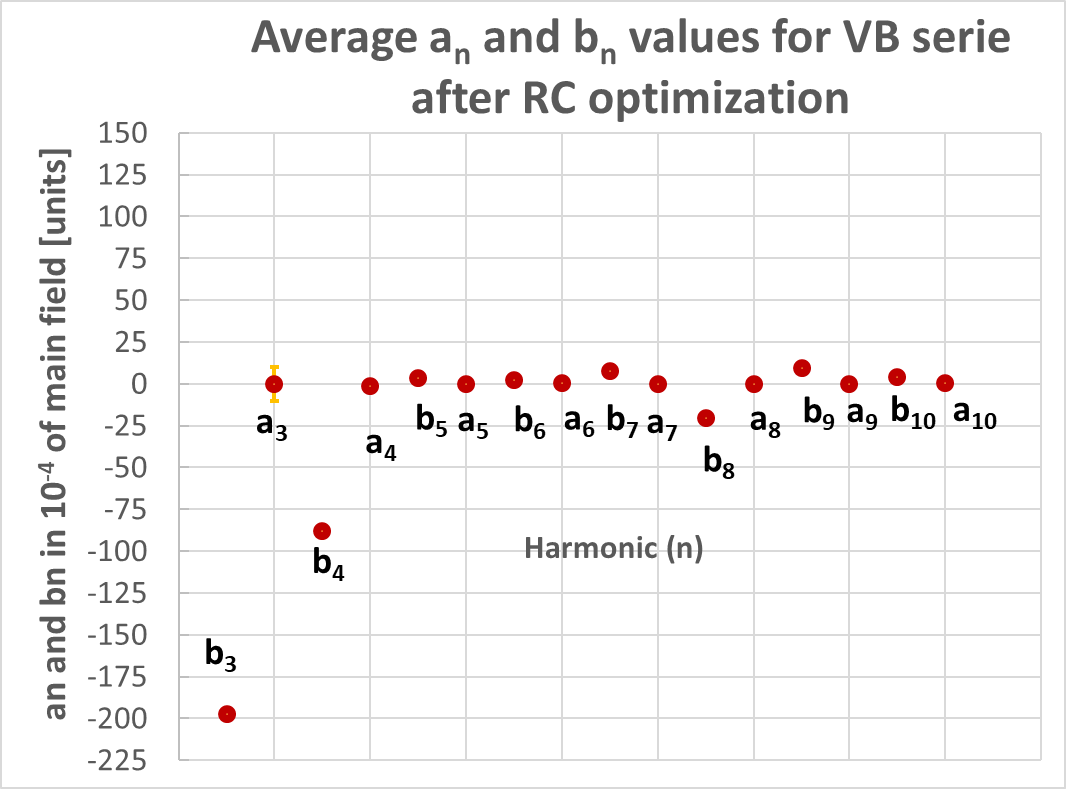 Average aₙ and bₙ values for VB serie
after RC optimization
an and bn in 10⁻⁴ of main field [units]
150
125
100
75
50
25
0
-25
-50
-75
-100
-125
-150
-175
-200
-225
b₃
a₃
b₄
a₄
b₅
a₅
b₆
a₆
b₇
a₇
b₈
a₈
b₉
a₉
b₁₀
a₁₀
Harmonic (n)